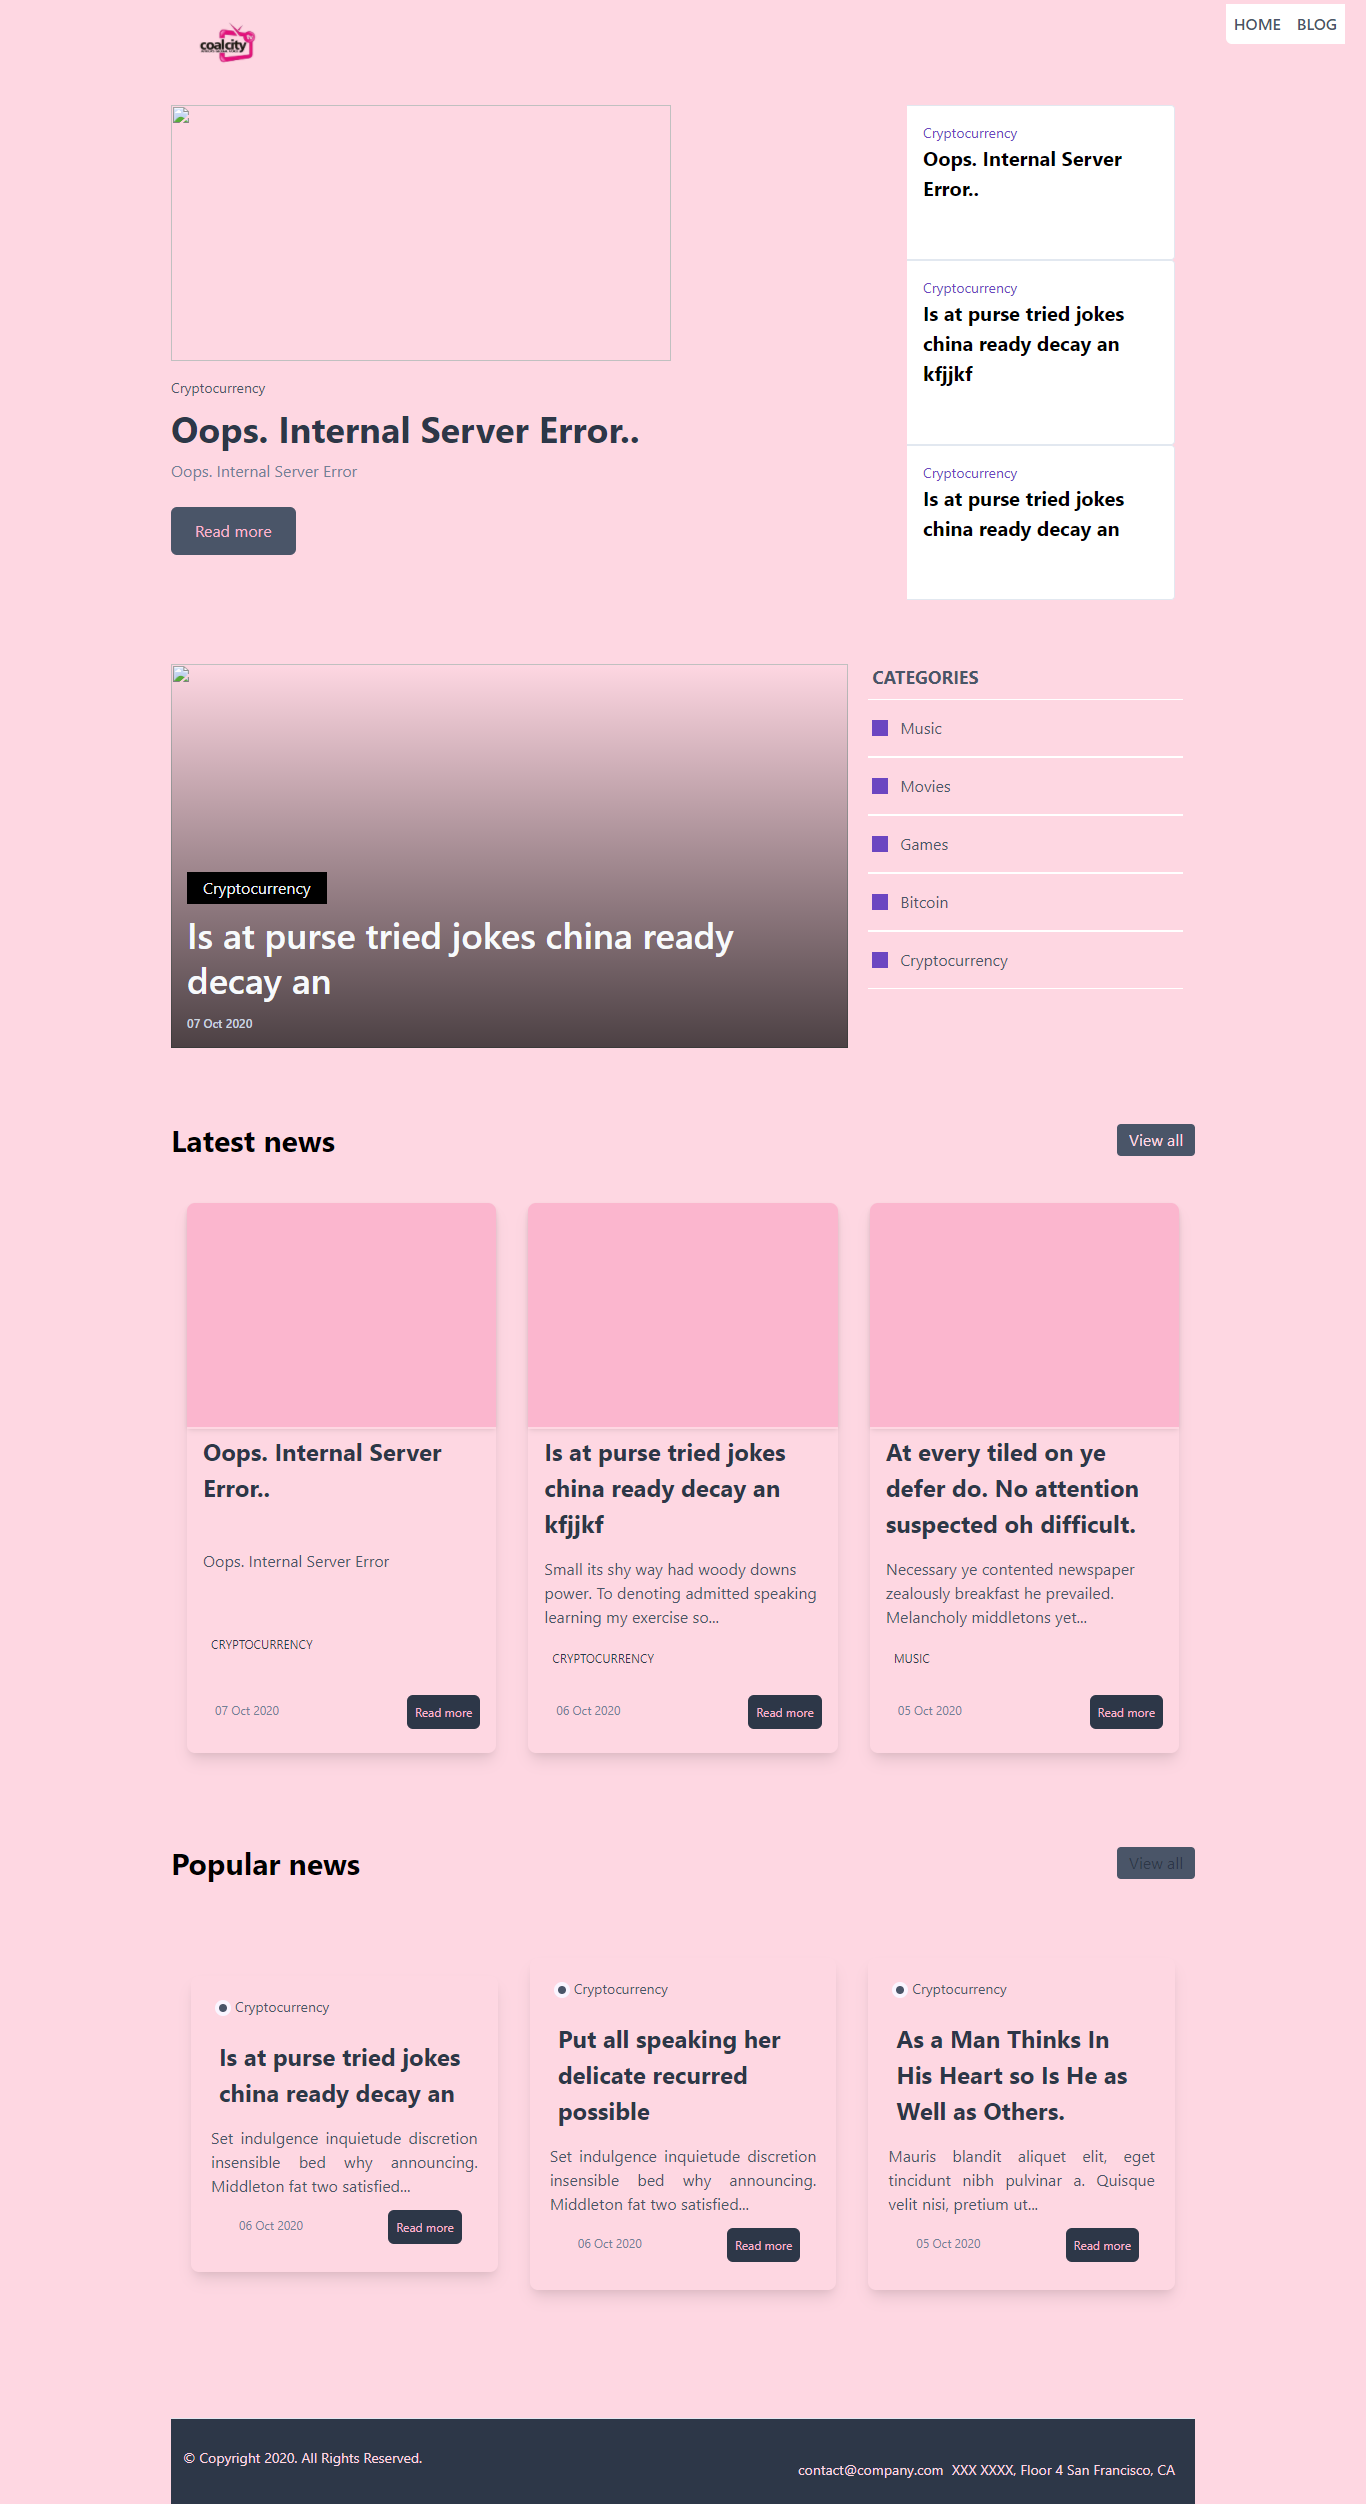 coalcity
HOME BLOG
Cryptocurrency
Oops. Internal Server Error..
Oops. Internal Server Error
Read more
Cryptocurrency
Oops. Internal Server
Error..
Cryptocurrency
Is at purse tried jokes
china ready decay an
kfjjkf
Cryptocurrency
Is at purse tried jokes
china ready decay an
Cryptocurrency
Is at purse tried jokes china ready
decay an
07 Oct 2020
CATEGORIES
Music
Movies
Games
Bitcoin
Cryptocurrency
Latest news
View all
Oops. Internal Server
Error..
Oops. Internal Server Error
CRYPTOCURRENCY
07 Oct 2020
Read more
Is at purse tried jokes
china ready decay an
kfjjkf
Small its shy way had woody downs
power. To denoting admitted speaking
learning my exercise so...
CRYPTOCURRENCY
06 Oct 2020
Read more
At every tiled on ye
defer do. No attention
suspected oh difficult.
Necessary ye contented newspaper
zealously breakfast he prevailed.
Melancholy middletons yet...
MUSIC
05 Oct 2020
Read more
Popular news
View all
Cryptocurrency
Is at purse tried jokes
china ready decay an
Set indulgence inquietude discretion
insensible bed why announcing.
Middleton fat two satisfied...
06 Oct 2020
Read more
Cryptocurrency
Put all speaking her
delicate recurred
possible
Set indulgence inquietude discretion
insensible bed why announcing.
Middleton fat two satisfied...
06 Oct 2020
Read more
Cryptocurrency
As a Man Thinks In
His Heart so Is He as
Well as Others.
Mauris blandit aliquet elit, eget
tincidunt nibh pulvinar a. Quisque
velit nisi, pretium ut...
05 Oct 2020
Read more
© Copyright 2020. All Rights Reserved.
contact@company.com XXX XXXX, Floor 4 San Francisco, CA